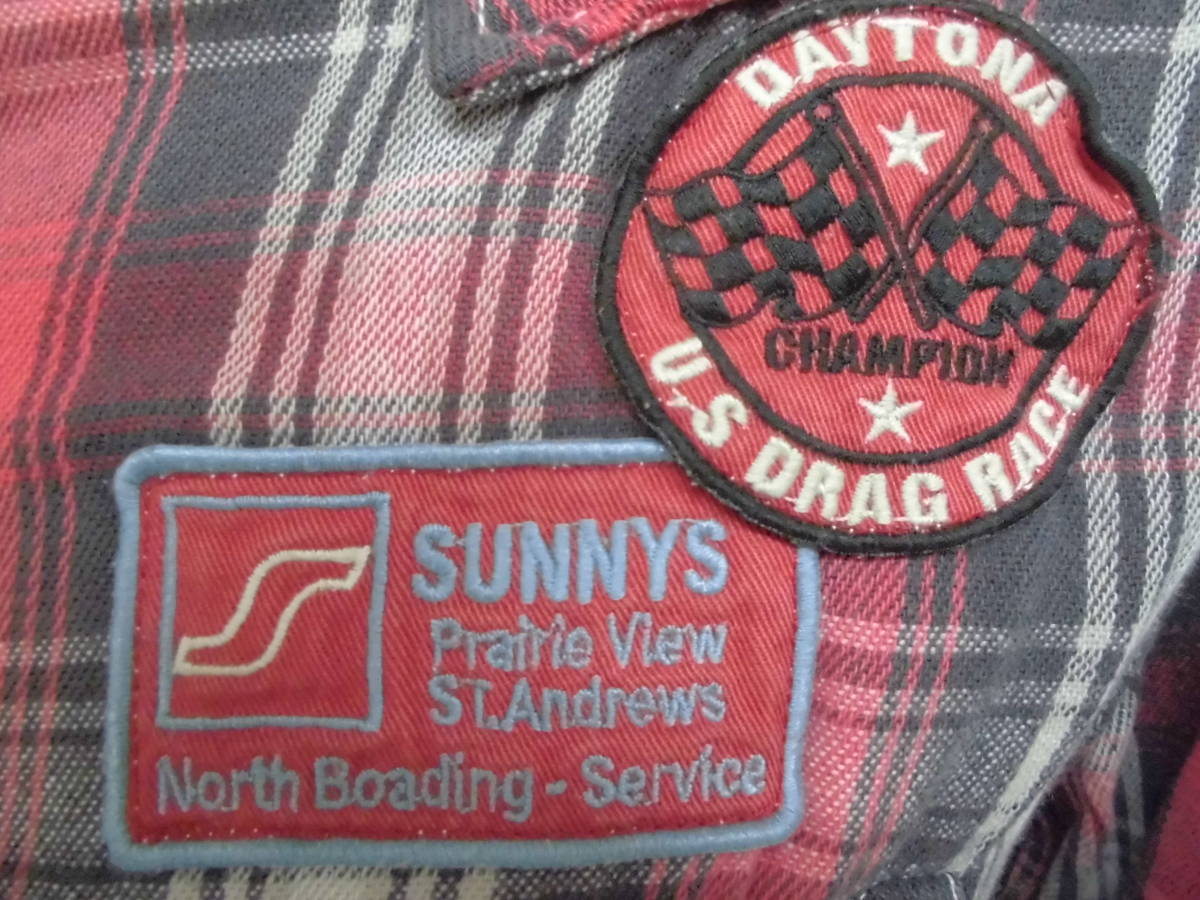 DAYTONA
CHAMPION
U.S DRAG RACE
SUNNYS
Prairie View
ST.Andrews
North Boading - Service